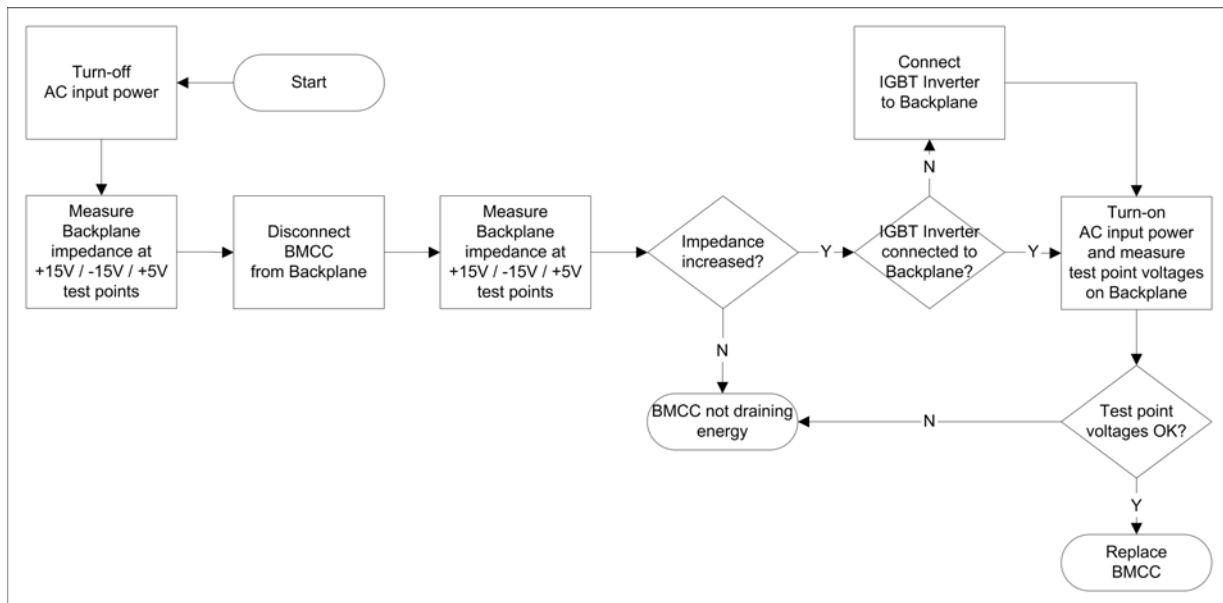 Turn-off
AC input power
Start
Connect
IGBT Inverter
to Backplane
N
Measure
Backplane
impedance at
+15V / -15V / +5V
test points
Disconnect
BMCC
from Backplane
Measure
Backplane
impedance at
+15V / -15V / +5V
test points
Impedance
increased?
Y
IGBT Inverter
connected to
Backplane?
Y
Turn-on
AC input power
and measure
test point voltages
on Backplane
N
BMCC not draining
energy
N
Test point
voltages OK?
Y
Replace
BMCC